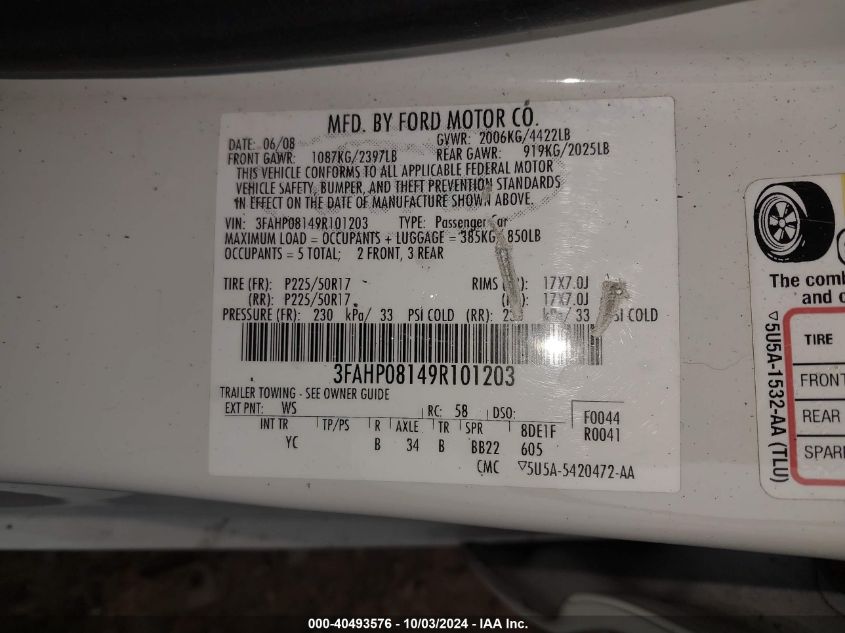 MFD. BY FORD MOTOR CO.
DATE: 06/08 GVWR: 2006KG/4422LB
FRONT GAWR: 1087KG/2397LB REAR GAWR: 919KG/2025LB
THIS VEHICLE CONFORMS TO ALL APPLICABLE FEDERAL MOTOR
VEHICLE SAFETY, BUMPER, AND THEFT PREVENTION STANDARDS
IN EFFECT ON THE DATE OF MANUFACTURE SHOWN ABOVE.
VIN: 3FAHP08149R101203 TYPE: Passenger Car
MAXIMUM LOAD = OCCUPANTS + LUGGAGE = 385KG 850LB
OCCUPANTS = 5 TOTAL; 2 FRONT, 3 REAR
TIRE (FR): P225/50R17 RIMS (FR): 17X7.0J
(RR): P225/50R17 17X7.0J
PRESSURE (FR): 230 kPa/ 33 PSI COLD (RR): kPa/ 33 PSI COLD
3FAHP08149R101203
TRAILER TOWING - SEE OWNER GUIDE
EXT PNT: WS RC: 58 DSO: F0044
INT TR TP/PS R AXLE TR SPR 8DE1F R0041
YC B 34 B BB22 605
CMC ▽5U5A-5420472-AA
The comb
and o
TIRE
FRONT
REAR
SPAR
▽5U5A-1532-AA (TLU)
000-40493576 - 10/03/2024 - IAA Inc.